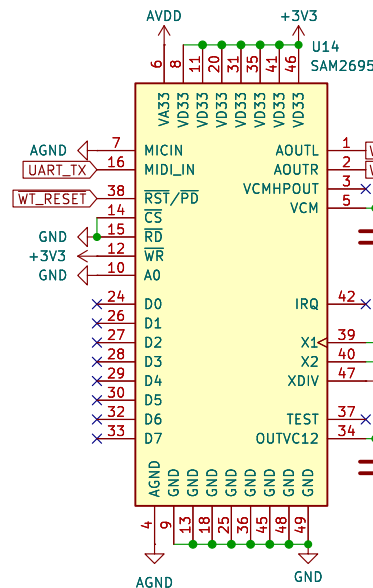 AVDD +3V3
6 8 11 20 31 35 41 46 U14
SAM2695
VA33 VD33 VD33 VD33 VD33 VD33 VD33 VD33
AGND 7 MICIN AOUTL 1
UART_TX 16 MIDI_IN AOUTR 2
VCMHPOUT 3
WT_RESET 38 RST/PD VCM 5
14 CS
GND 15 RD
+3V3 12 WR
GND 10 A0
24 D0 IRQ 42
26 D1
27 D2 X1 39
28 D3 X2 40
29 D4 XDIV 47
30 D5
32 D6 TEST 37
33 D7 OUTVC12 34
AGND GND GND GND GND GND GND GND GND
4 9 13 18 25 36 45 48 49
AGND GND